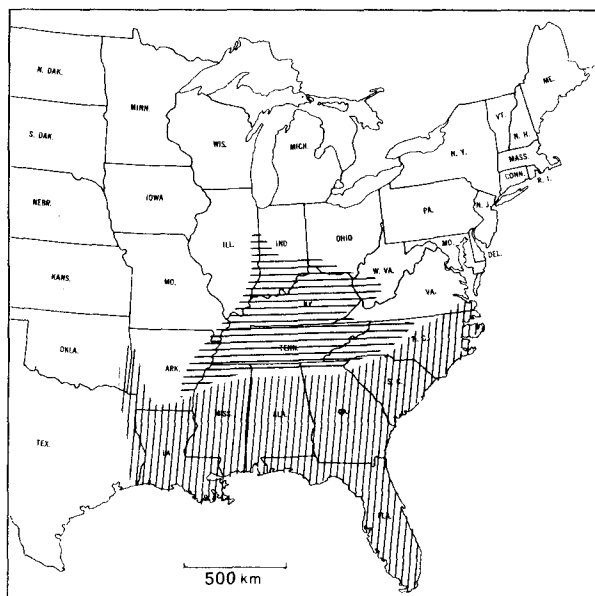 ME.
N. DAK.
MINN.
VT.
N. H.
S. DAK.
WIS.
MICH
N. Y.
MASS.
CONN.
R. I.
IOWA
NEBR.
PA.
N. J.
ILL.
IND
OHIO
MD.
DEL.
W. VA.
KANS.
MO.
VA.
KY.
N. C.
OKLA.
TENN.
ARK.
S. C.
MISS.
ALA.
GA.
TEX.
LA.
FLA.
500 km